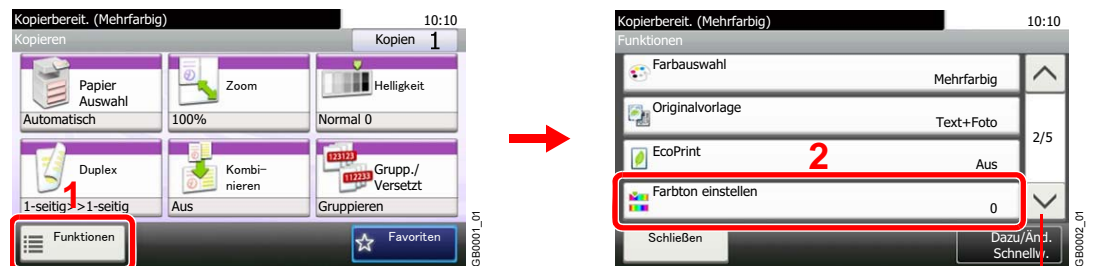 Kopierbereit. (Mehrfarbig) 10:10
Kopieren Kopien 1
Papier
Auswahl
Automatisch
Zoom
100%
Helligkeit
Normal 0
Duplex
1-seitig>>1-seitig
Kombi-
nieren
Aus
123123
112233
Grupp./
Versetzt
Gruppieren
1
Funktionen
Favoriten
GB0001_01
Kopierbereit. (Mehrfarbig) 10:10
Funktionen
Farbauswahl
Mehrfarbig
Originalvorlage
Text+Foto
2/5
EcoPrint
Aus
2
Farbton einstellen
0
Schließen
Dazu/Änd.
Schnellw.
GB0002_01